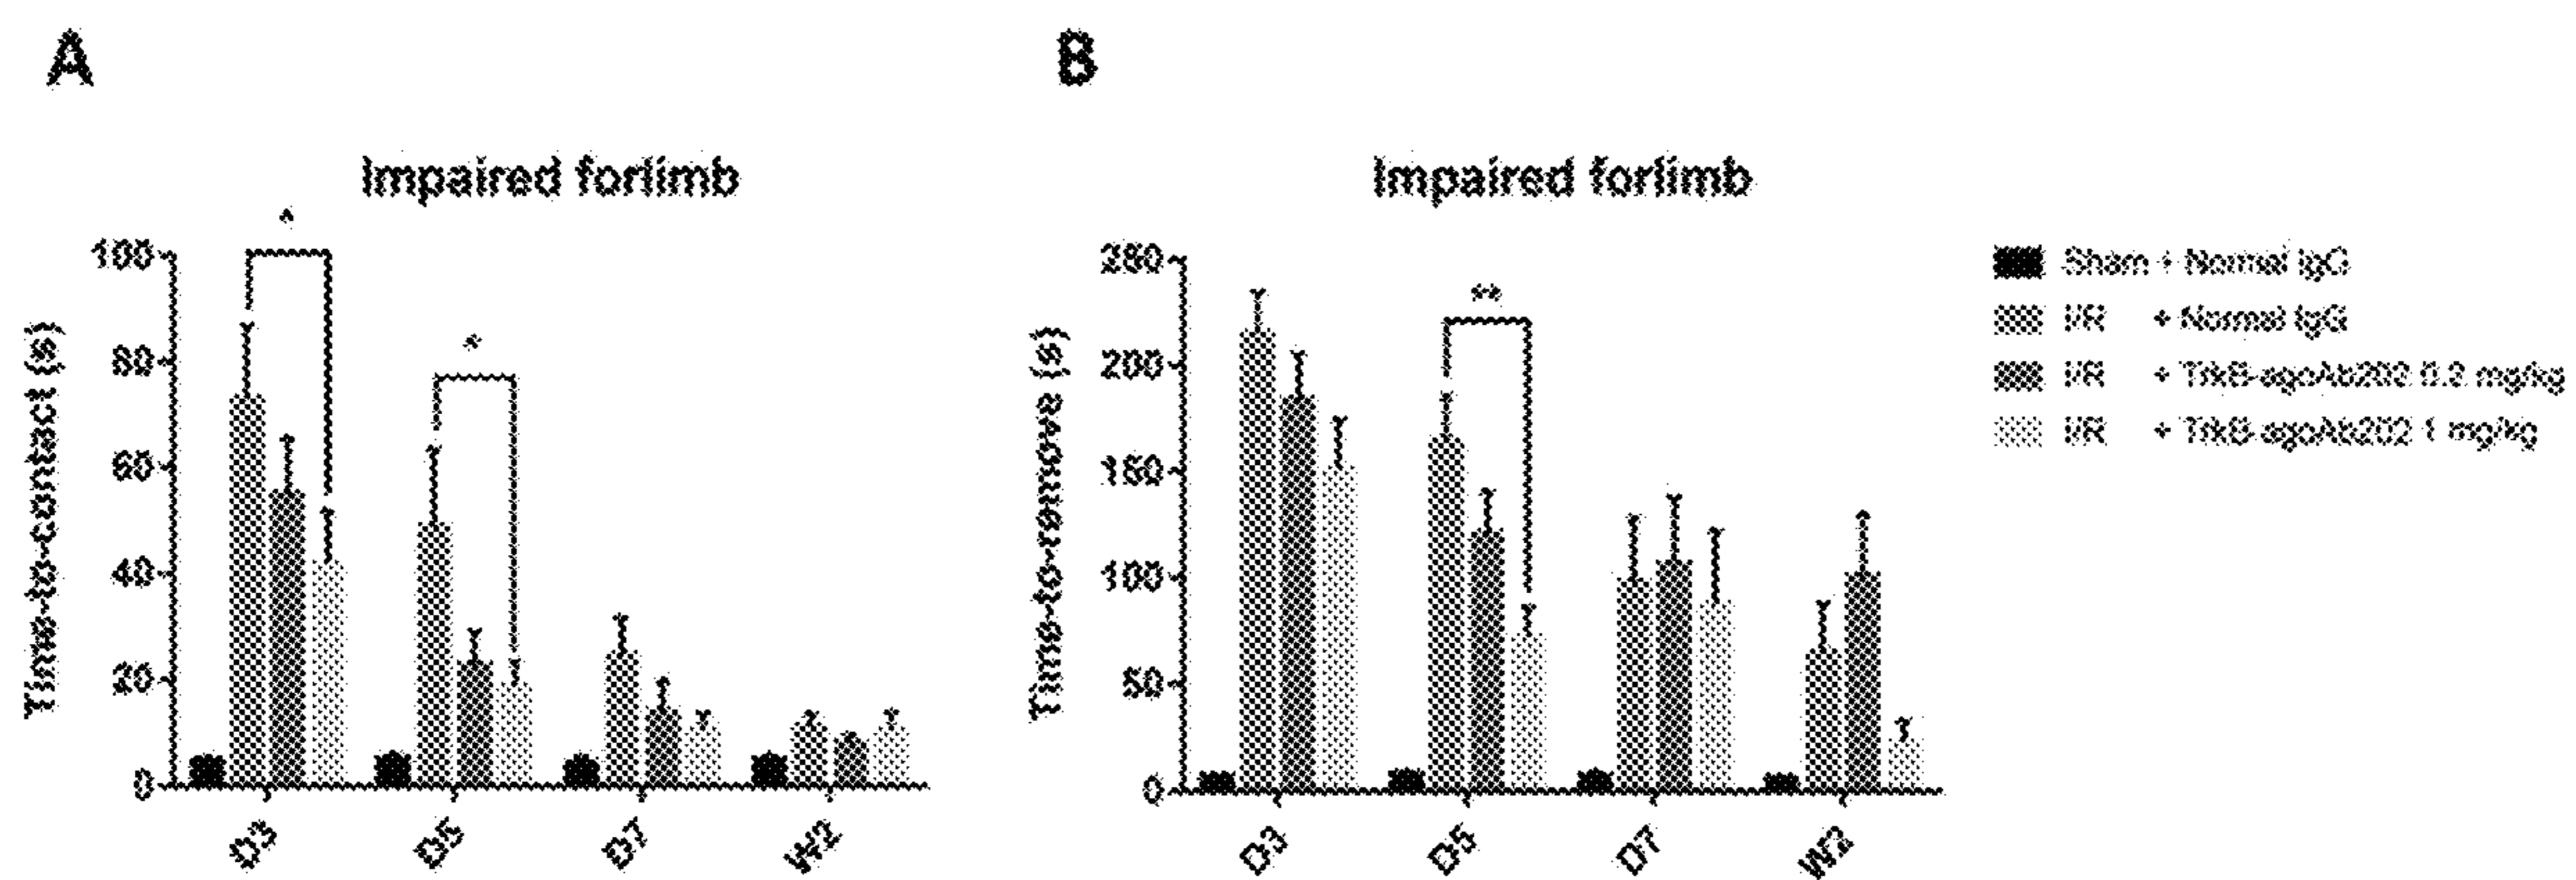 A
Impaired forlimb
*
*
Time-to-contact (s)
100
80
60
40
20
0
D3
D5
D7
W2
B
Impaired forlimb
**
Time-to-remove (s)
250
200
150
100
50
0
D3
D5
D7
W2
Sham + Normal IgG
I/R + Normal IgG
I/R + TrkB-agoAb202 mg/kg
I/R + TrkB-agoAb202 1 mg/kg